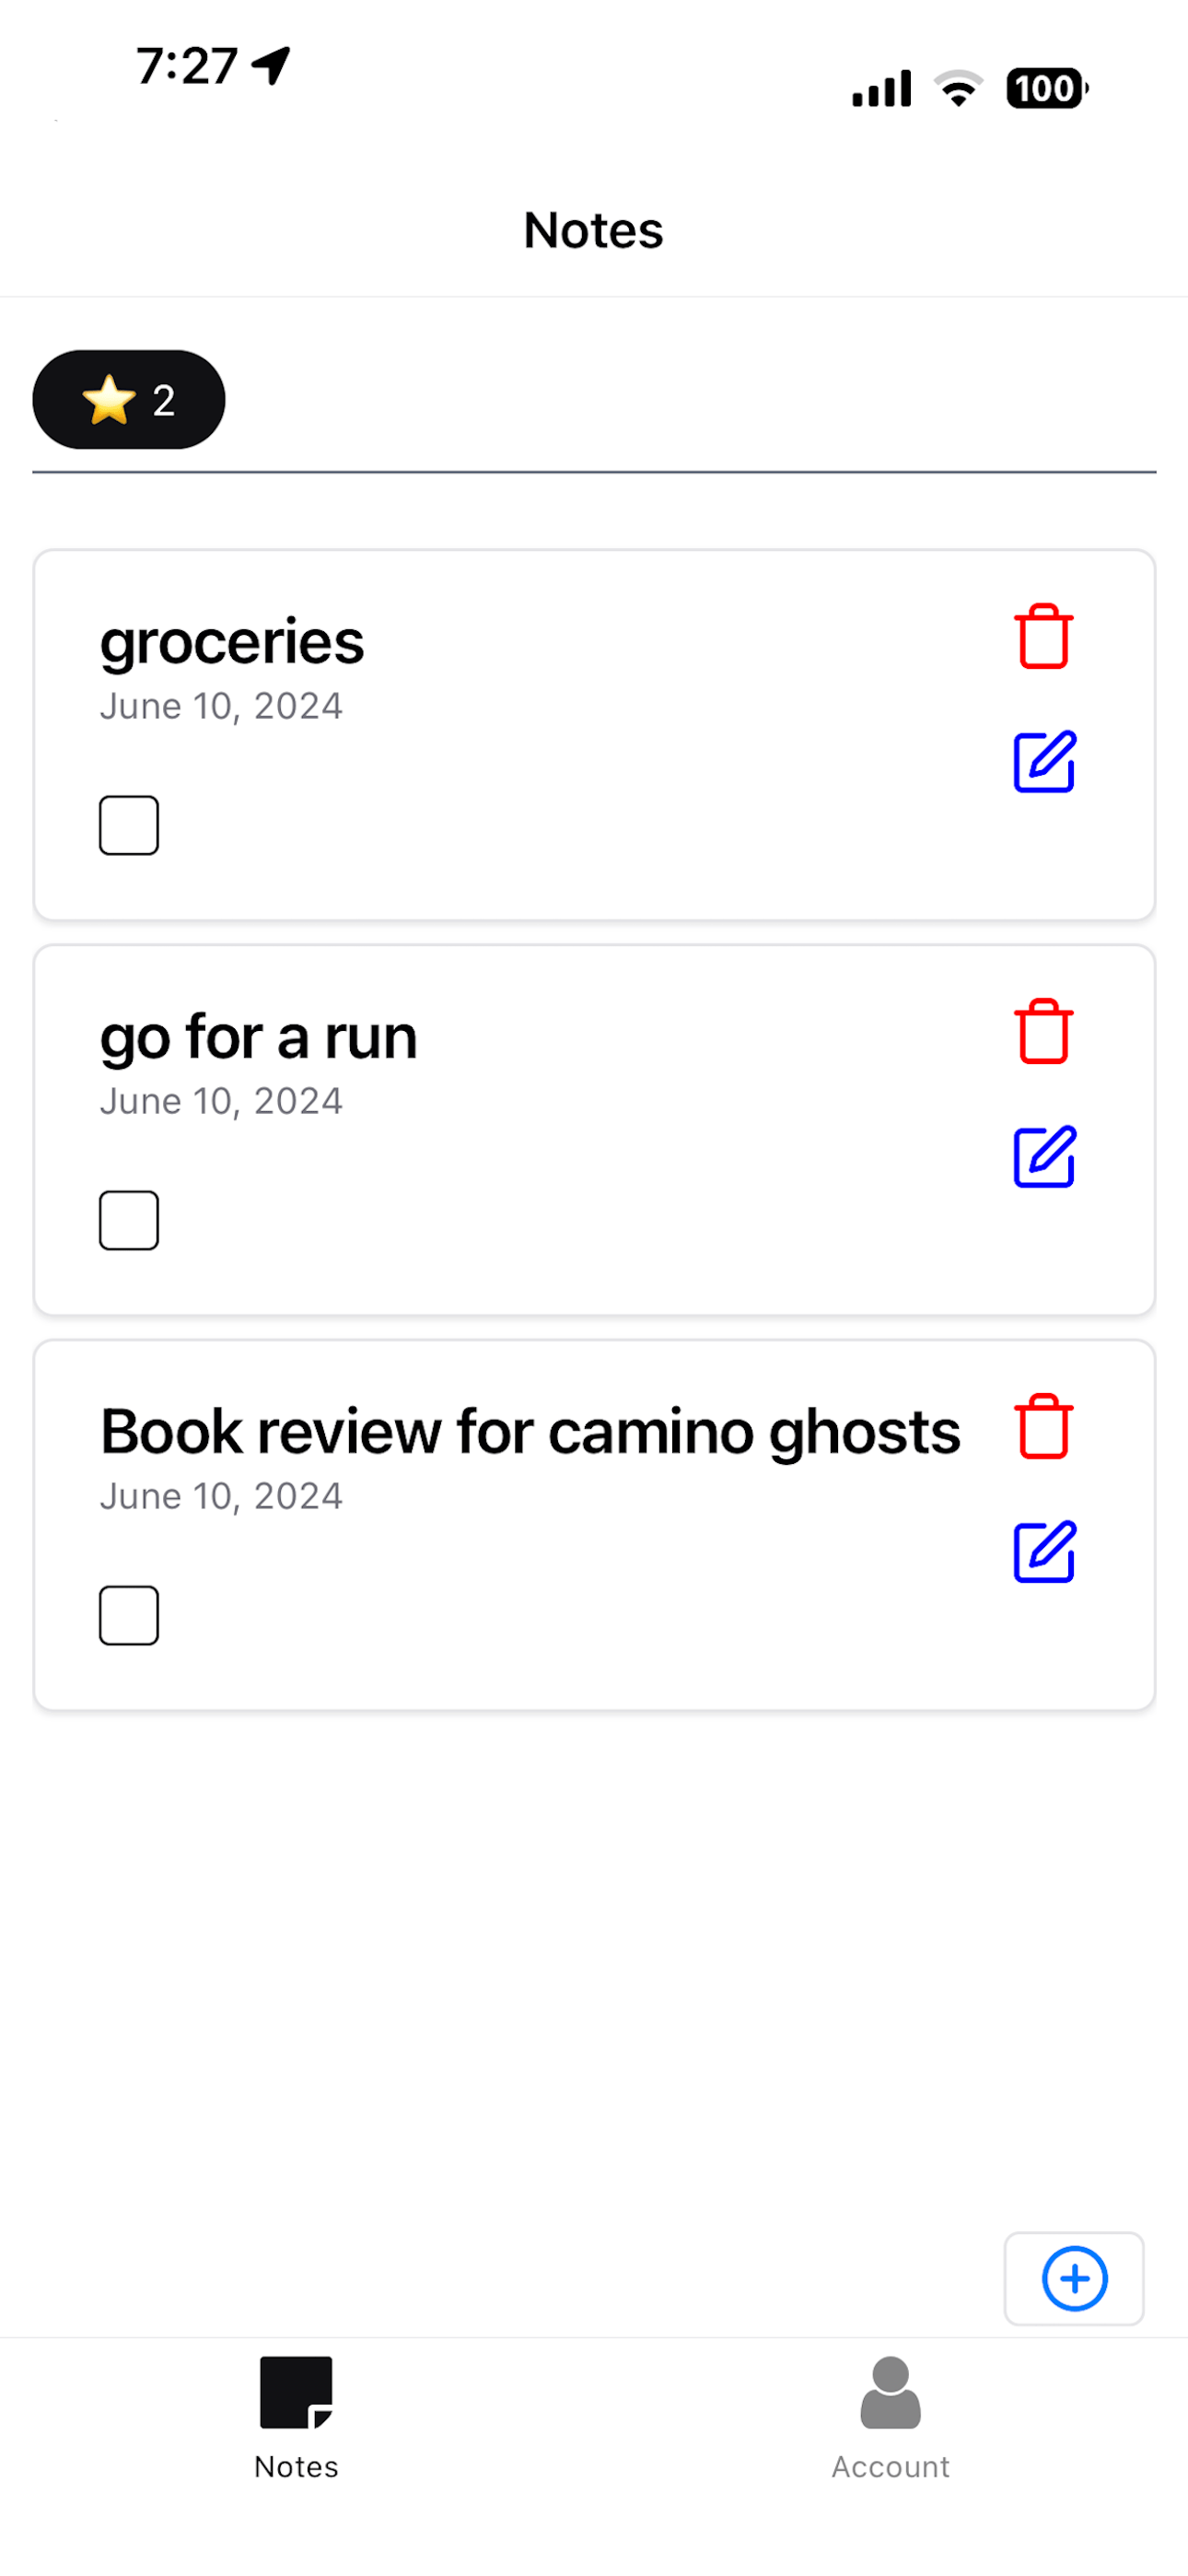 7:27
100
Notes
⭐ 2
groceries
June 10, 2024
go for a run
June 10, 2024
Book review for camino ghosts
June 10, 2024
Notes
Account